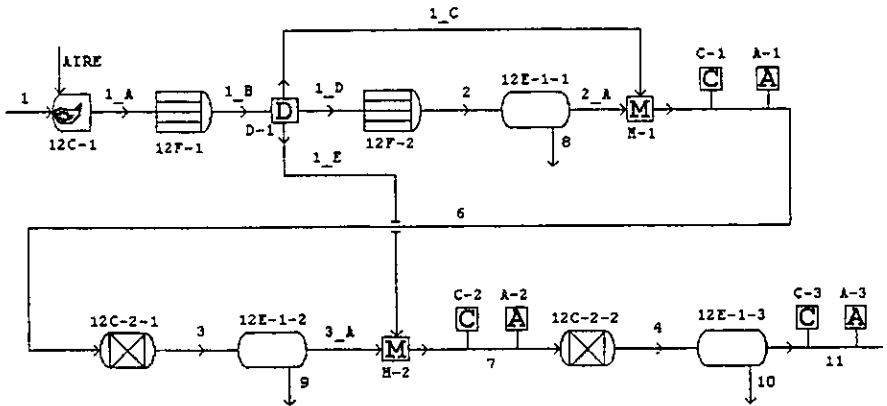 1_C
C-1 A-1
AIRE
12E-1-1
1 1_A 1_B 1_D 2 2_A
D M C A
D-1 M-1
12C-1 12F-1 12F-2 8
1_E
6
C-2 A-2 C-3 A-3
12C-2-1 12E-1-2 12C-2-2 12E-1-3
C A C A
3 3_A 4
M
M-2 7 11
9 10